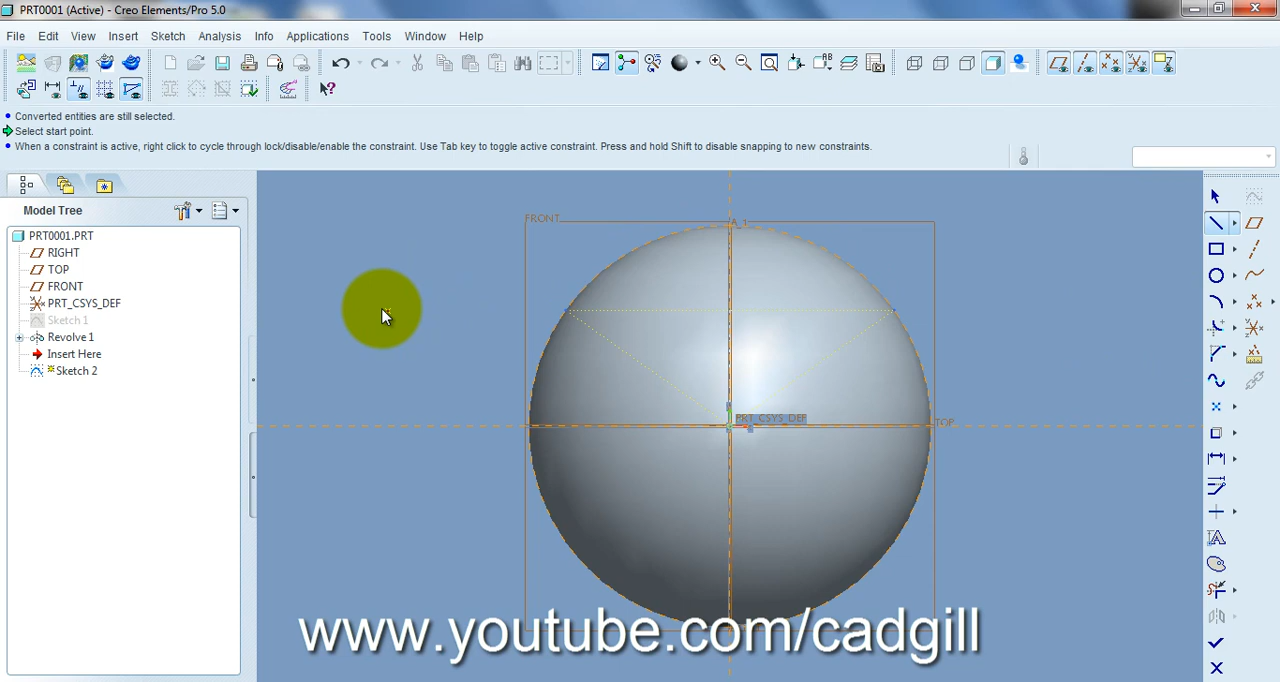 PRT0001 (Active) - Creo Elements/Pro 5.0
File Edit View Insert Sketch Analysis Info Applications Tools Window Help
Converted entities are still selected.
Select start point.
When a constraint is active, right click to cycle through lock/disable/enable the constraint. Use Tab key to toggle active constraint. Press and hold Shift to disable snapping to new constraints.
Model Tree
PRT0001.PRT
RIGHT
TOP
FRONT
PRT_CSYS_DEF
Sketch 1
Revolve 1
Insert Here
Sketch 2
FRONT
A_1
PRT_CSYS_DEF
TOP
www.youtube.com/cadgill